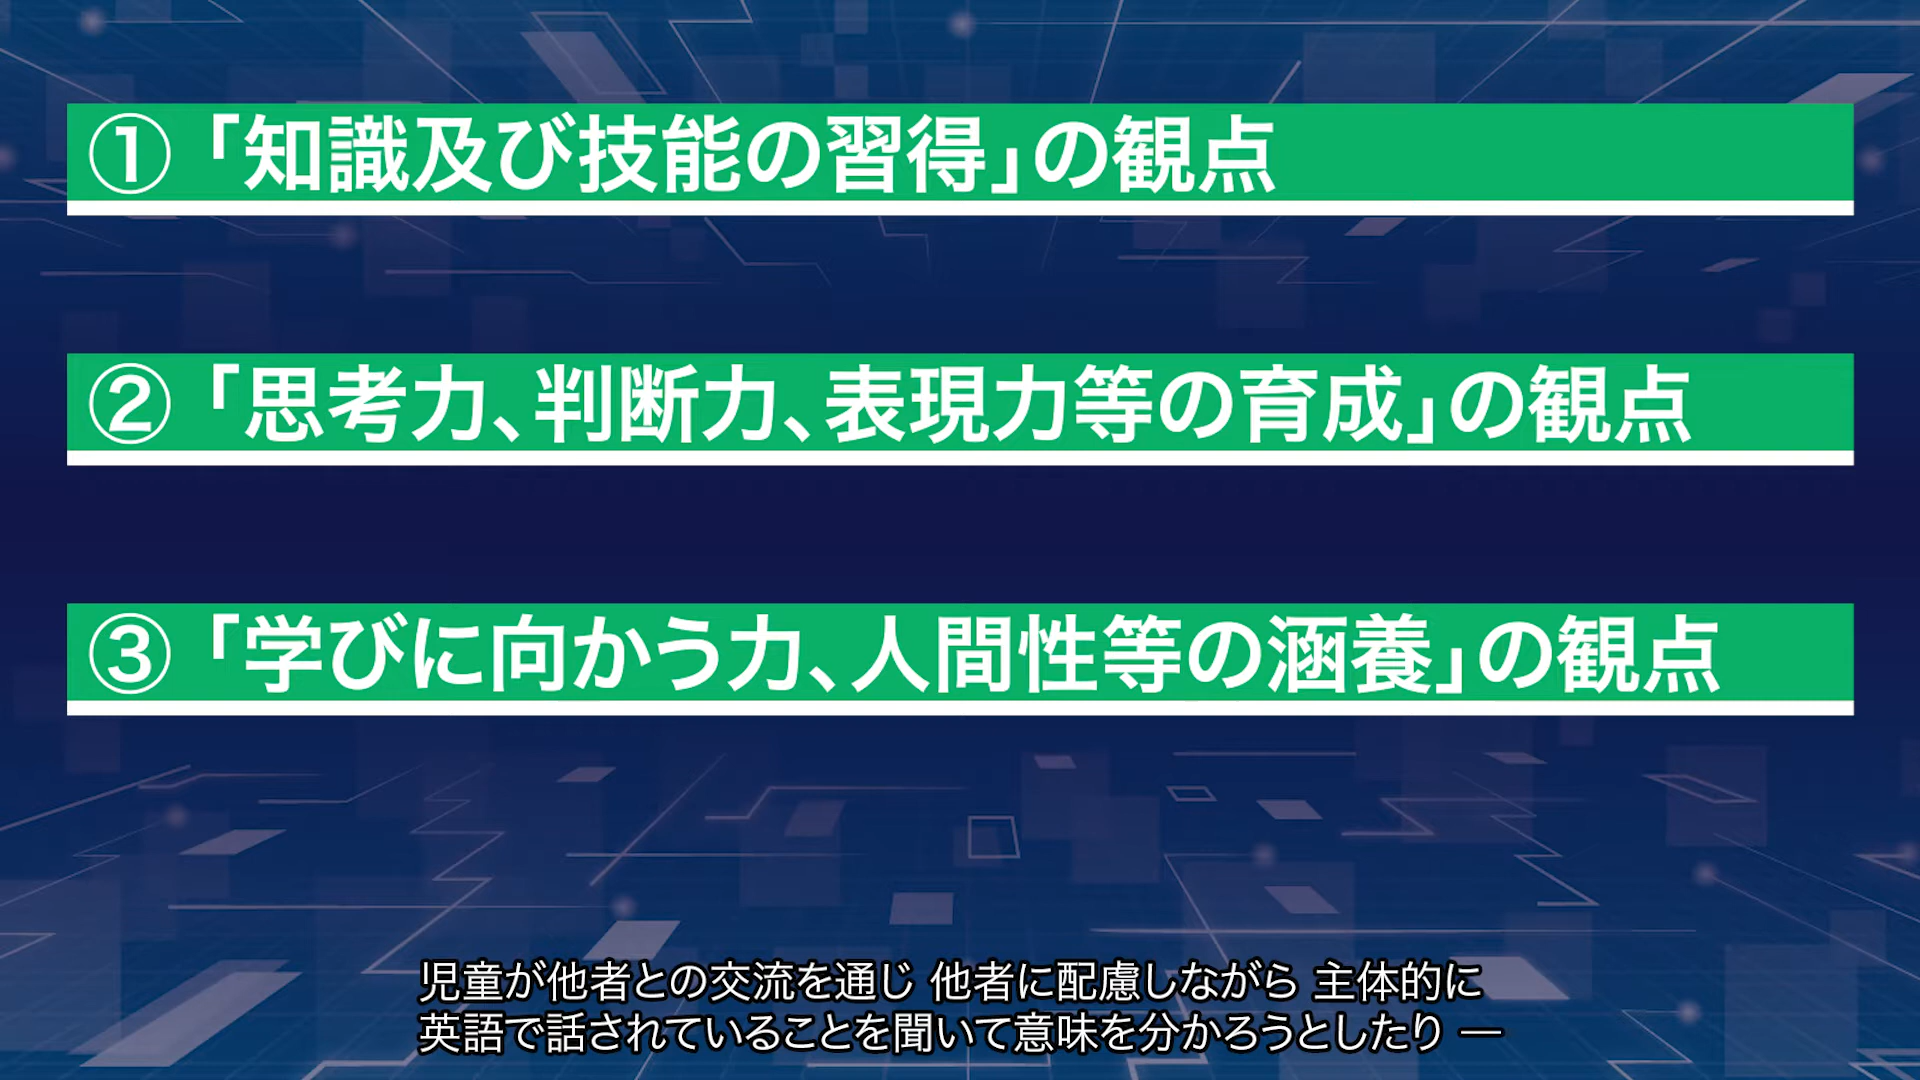 ①「知識及び技能の習得」の観点
②「思考力、判断力、表現力等の育成」の観点
③「学びに向かう力、人間性等の涵養」の観点
児童が他者との交流を通じ 他者に配慮しながら 主体的に
英語で話されていることを聞いて意味を分かろうとしたり ―